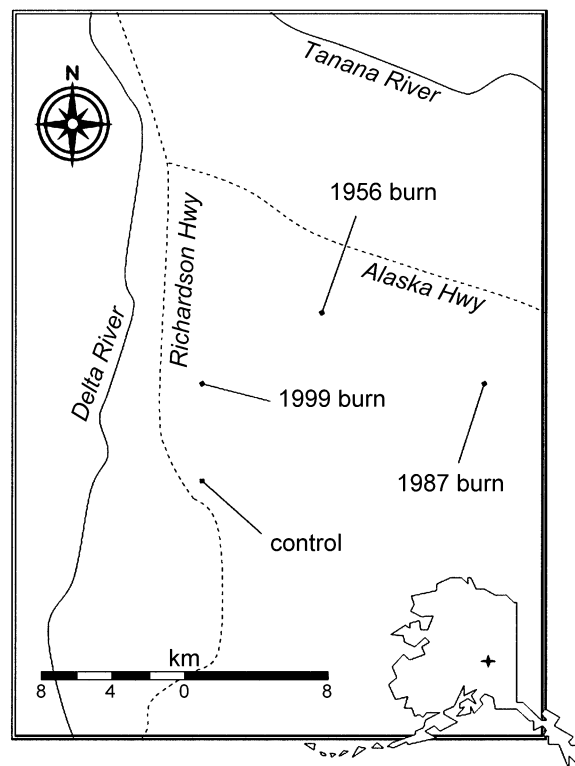 N
Tanana River
1956 burn
Richardson Hwy
Alaska Hwy
Delta River
1999 burn
1987 burn
control
km
8 4 0 8